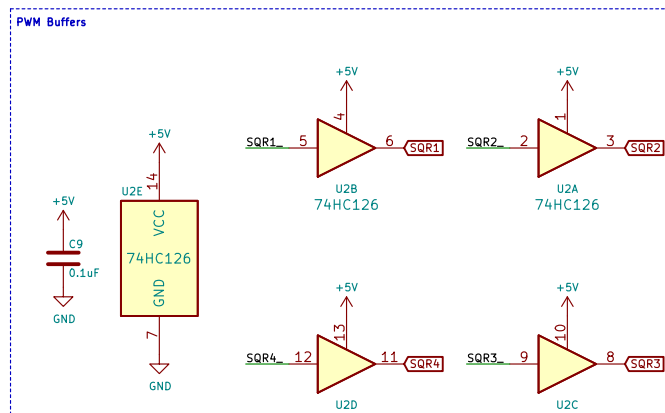 PWM Buffers
+5V
+5V
4
1
SQR1_ 5 6 SQR1
SQR2_ 2 3 SQR2
+5V
14
U2E
U2B
74HC126
U2A
74HC126
+5V
VCC
C9
0.1uF
74HC126
GND
GND
7
GND
+5V
+5V
13
10
SQR4_ 12 11 SQR4
SQR3_ 9 8 SQR3
U2D
U2C